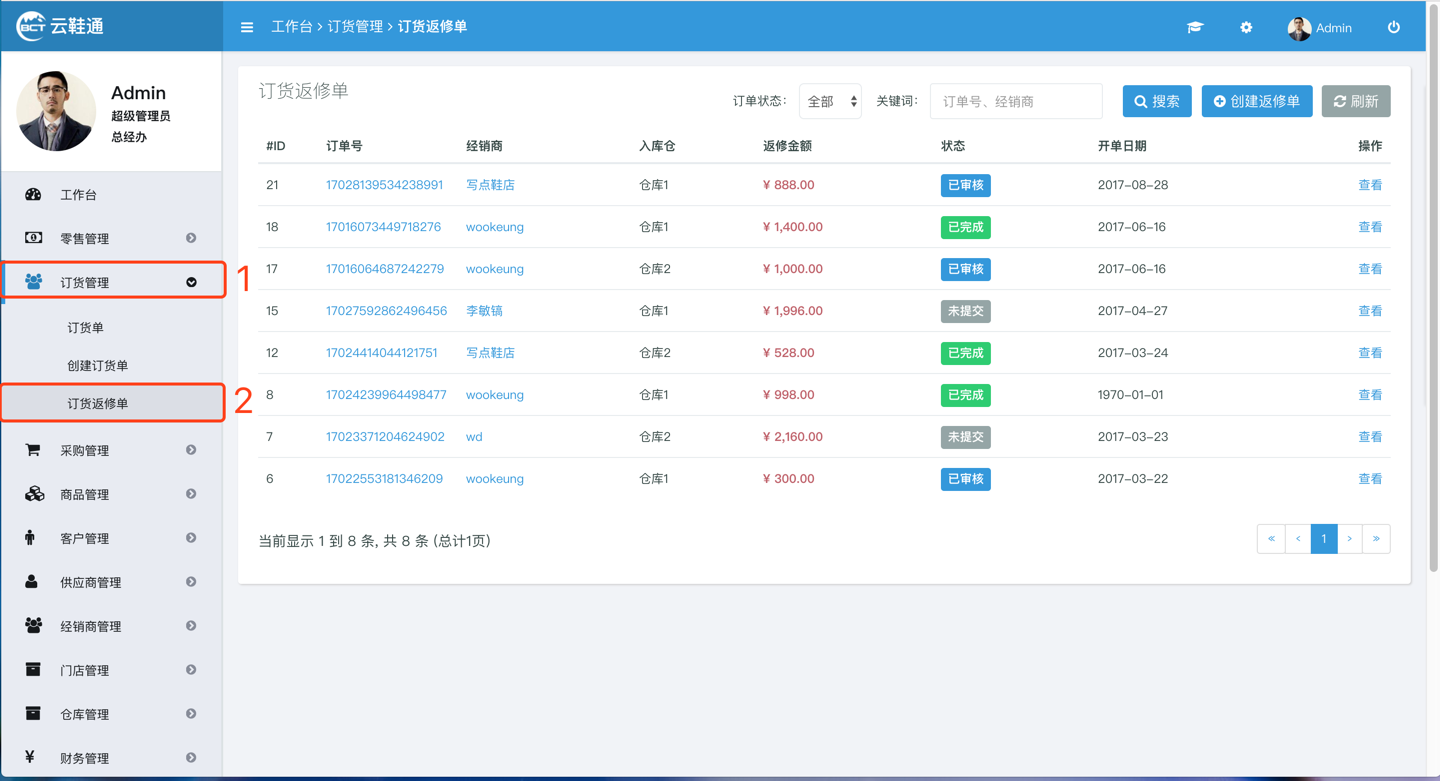 BCT 云鞋通
工作台 > 订货管理 > 订货返修单
Admin
Admin
超级管理员
总经办
工作台
零售管理
订货管理
1
订货单
创建订货单
订货返修单
2
采购管理
商品管理
客户管理
供应商管理
经销商管理
门店管理
仓库管理
¥ 财务管理
订货返修单
订单状态: 全部 关键词: 订单号、经销商 搜索 创建返修单 刷新
#ID 订单号 经销商 入库仓 返修金额 状态 开单日期 操作
21 17028139534238991 写点鞋店 仓库1 ¥ 888.00 已审核 2017-08-28 查看
18 17016073449718276 wookeung 仓库1 ¥ 1,400.00 已完成 2017-06-16 查看
17 17016064687242279 wookeung 仓库2 ¥ 1,000.00 已审核 2017-06-16 查看
15 17027592862496456 李敏镐 仓库1 ¥ 1,996.00 未提交 2017-04-27 查看
12 17024414044121751 写点鞋店 仓库2 ¥ 528.00 已完成 2017-03-24 查看
8 17024239964498477 wookeung 仓库1 ¥ 998.00 已完成 1970-01-01 查看
7 17023371204624902 wd 仓库2 ¥ 2,160.00 未提交 2017-03-23 查看
6 17022553181346209 wookeung 仓库1 ¥ 300.00 已审核 2017-03-22 查看
当前显示 1 到 8 条, 共 8 条 (总计1页)
« ‹ 1 › »